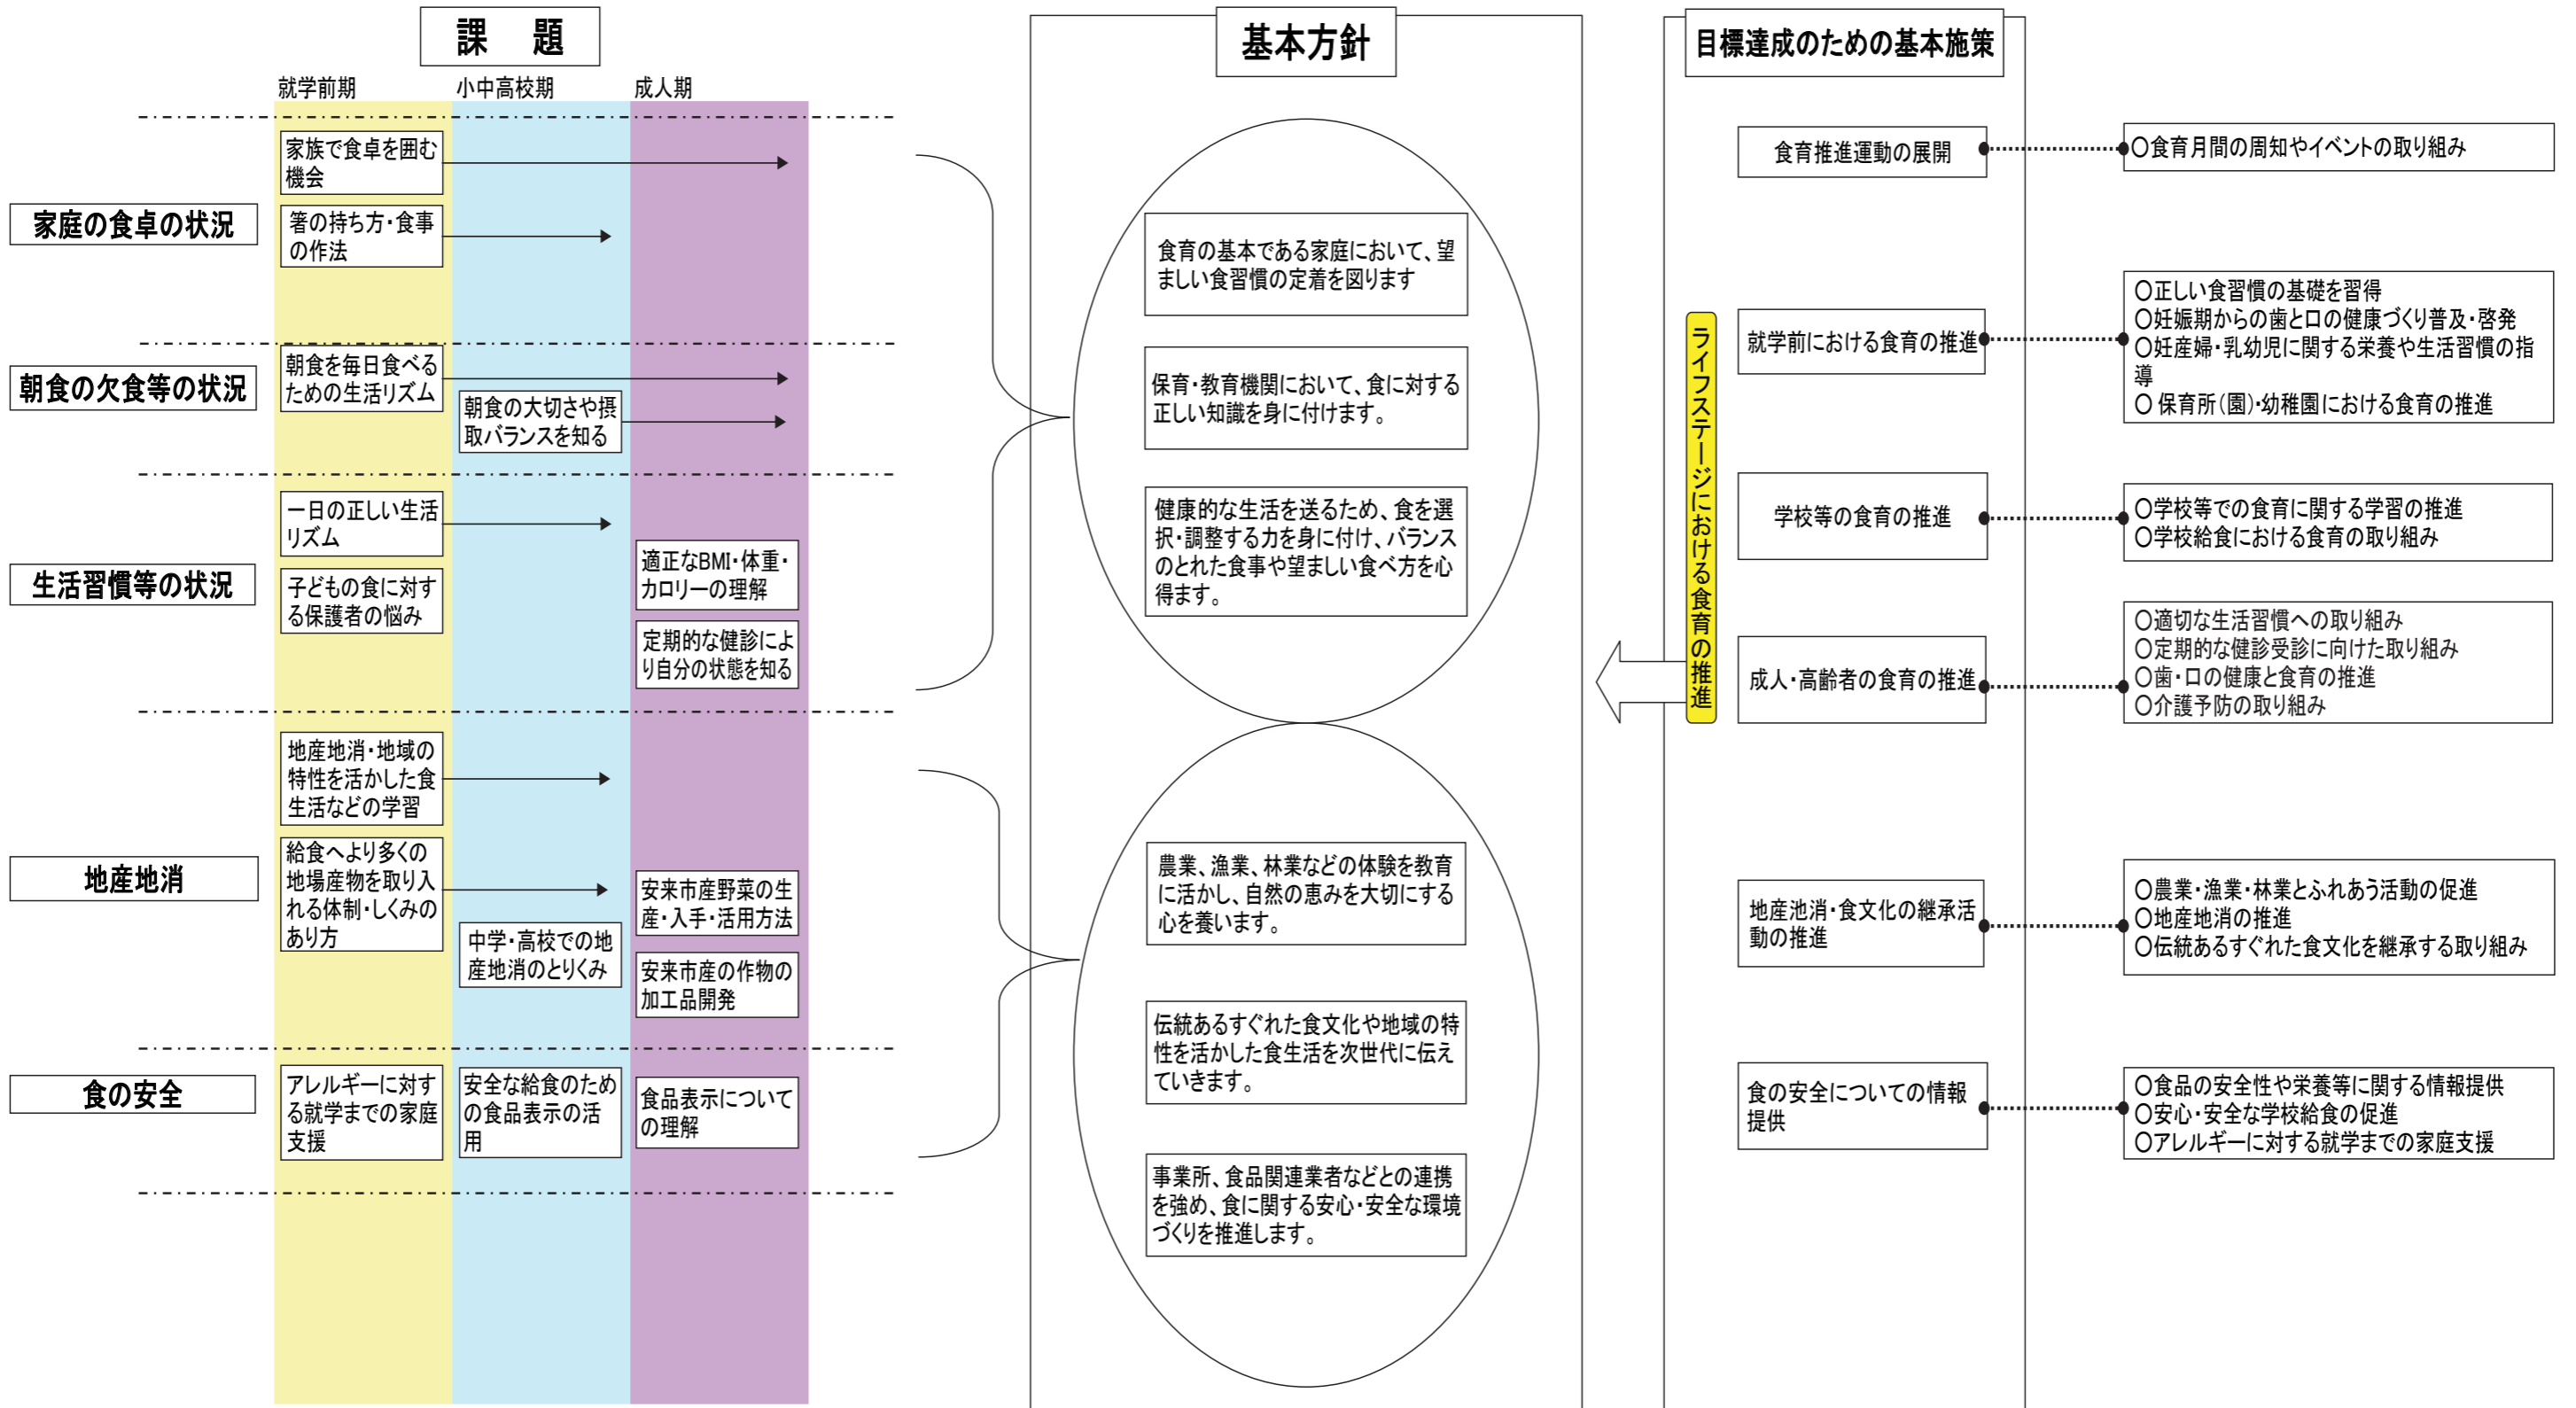 課　題
就学前期
小中高校期
成人期
家庭の食卓の状況
家族で食卓を囲む
機会
箸の持ち方・食事
の作法
朝食の欠食等の状況
朝食を毎日食べる
ための生活リズム
朝食の大切さや摂
取バランスを知る
生活習慣等の状況
一日の正しい生活
リズム
子どもの食に対す
る保護者の悩み
適正なBMI・体重・
カロリーの理解
定期的な健診によ
り自分の状態を知る
地産地消
地産地消・地域の
特性を活かした食
生活などの学習
給食へより多くの
地場産物を取り入
れる体制・しくみの
あり方
中学・高校での地
産地消のとりくみ
安来市産野菜の生
産・入手・活用方法
安来市産の作物の
加工品開発
食の安全
アレルギーに対す
る就学までの家庭
支援
安全な給食のため
の食品表示の活
用
食品表示について
の理解
基本方針
食育の基本である家庭において、望
ましい食習慣の定着を図ります
保育・教育機関において、食に対する
正しい知識を身に付けます。
健康的な生活を送るため、食を選
択・調整する力を身に付け、バランス
のとれた食事や望ましい食べ方を心
得ます。
農業、漁業、林業などの体験を教育
に活かし、自然の恵みを大切にする
心を養います。
伝統あるすぐれた食文化や地域の特
性を活かした食生活を次世代に伝え
ていきます。
事業所、食品関連業者などとの連携
を強め、食に関する安心・安全な環境
づくりを推進します。
目標達成のための基本施策
ライフステージにおける食育の推進
食育推進運動の展開
〇食育月間の周知やイベントの取り組み
就学前における食育の推進
〇正しい食習慣の基礎を習得
〇妊娠期からの歯と口の健康づくり普及・啓発
〇妊産婦・乳幼児に関する栄養や生活習慣の指
導
〇 保育所（園）・幼稚園における食育の推進
学校等の食育の推進
〇学校等での食育に関する学習の推進
〇学校給食における食育の取り組み
成人・高齢者の食育の推進
〇適切な生活習慣への取り組み
〇定期的な健診受診に向けた取り組み
〇歯・口の健康と食育の推進
〇介護予防の取り組み
地産池消・食文化の継承活
動の推進
〇農業・漁業・林業とふれあう活動の促進
〇地産地消の推進
〇伝統あるすぐれた食文化を継承する取り組み
食の安全についての情報
提供
〇食品の安全性や栄養等に関する情報提供
〇安心・安全な学校給食の促進
〇アレルギーに対する就学までの家庭支援